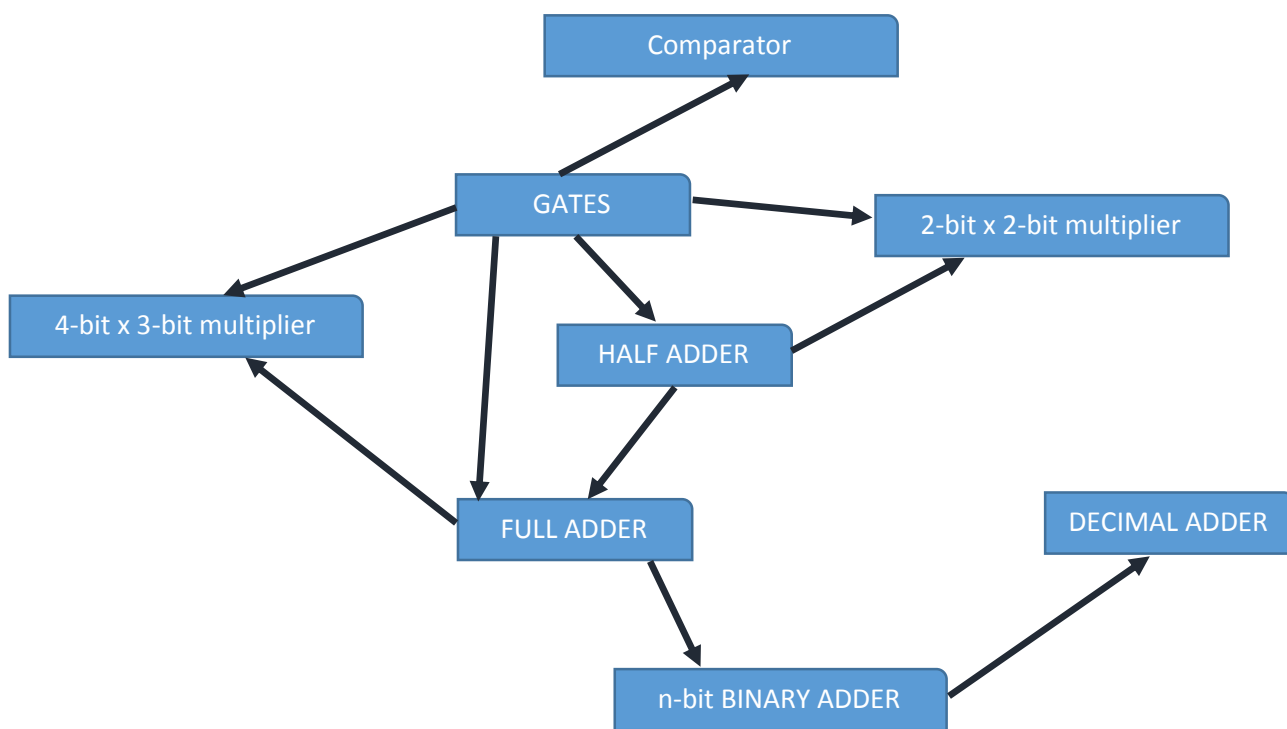 Comparator
GATES
2-bit x 2-bit multiplier
4-bit x 3-bit multiplier
HALF ADDER
FULL ADDER
DECIMAL ADDER
n-bit BINARY ADDER